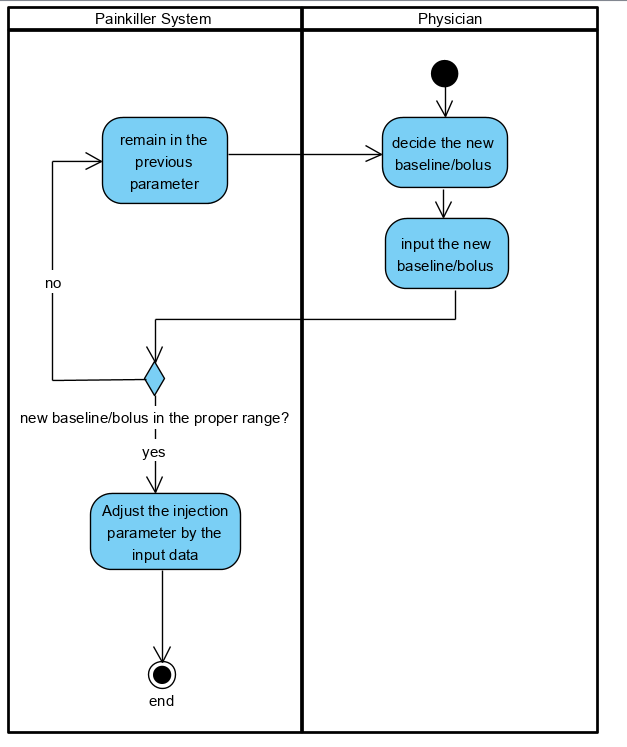 Painkiller System
Physician
remain in the
previous
parameter
decide the new
baseline/bolus
input the new
baseline/bolus
no
new baseline/bolus in the proper range?
yes
Adjust the injection
parameter by the
input data
end